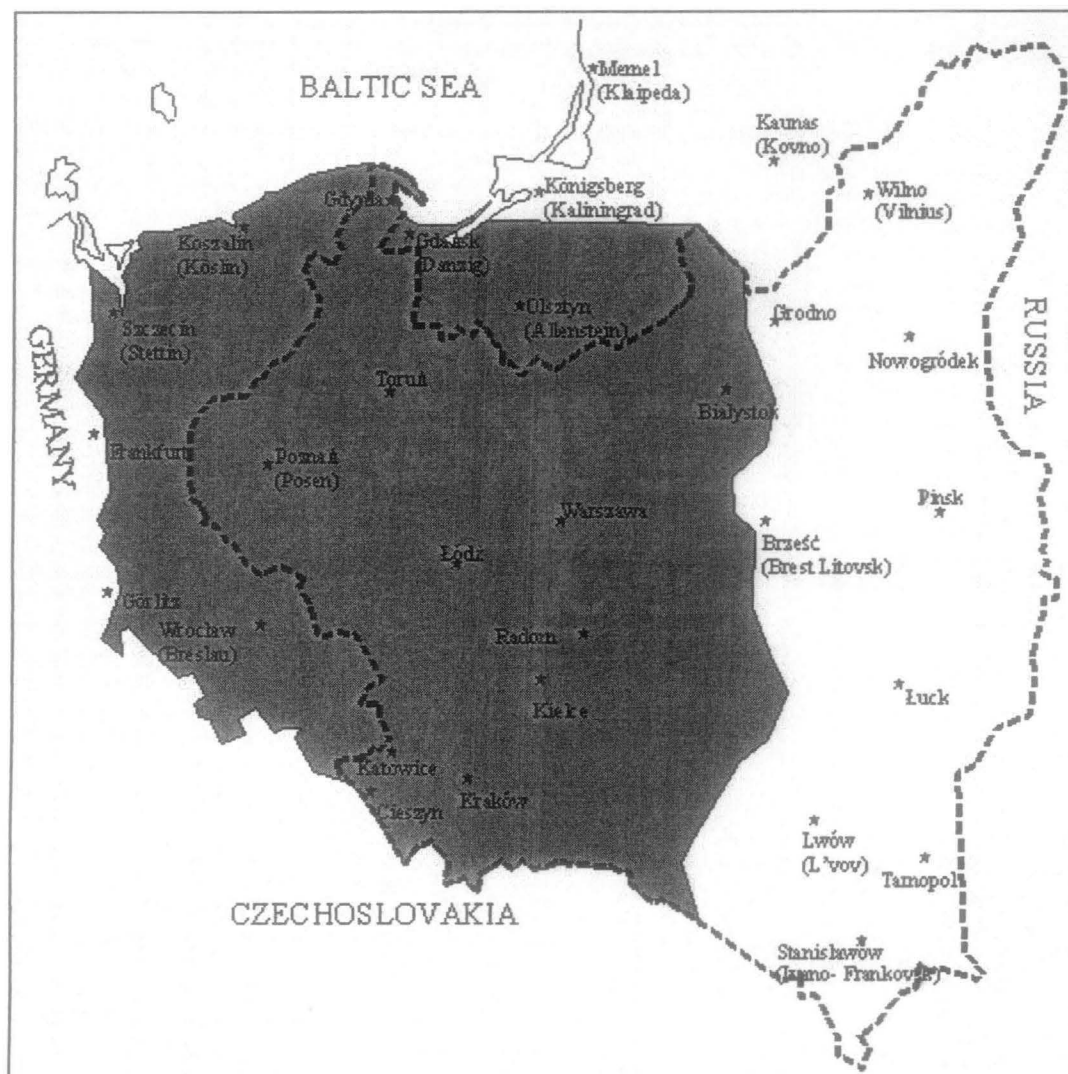 BALTIC SEA
Memel
(Klaipeda)
Kaunas
(Kovno)
Wilno
(Vilnius)
Königsberg
(Kaliningrad)
Gdynia
Gdańsk
(Danzig)
Koszalin
(Köslin)
Olsztyn
(Allenstein)
Szczecin
(Stettin)
Grodno
Nowogródek
RUSSIA
GERMANY
Toruń
Białystok
Frankfurt
Poznań
(Posen)
Warszawa
Pinsk
Brześć
(Brest Litovsk)
Łódź
Görlitz
Wrocław
(Breslau)
Radom
Kielce
Łuck
Katowice
Cieszyn
Kraków
Lwów
(L'vov)
Tarnopol
CZECHOSLOVAKIA
Stanisławów
(Ivano- Frankovsk)